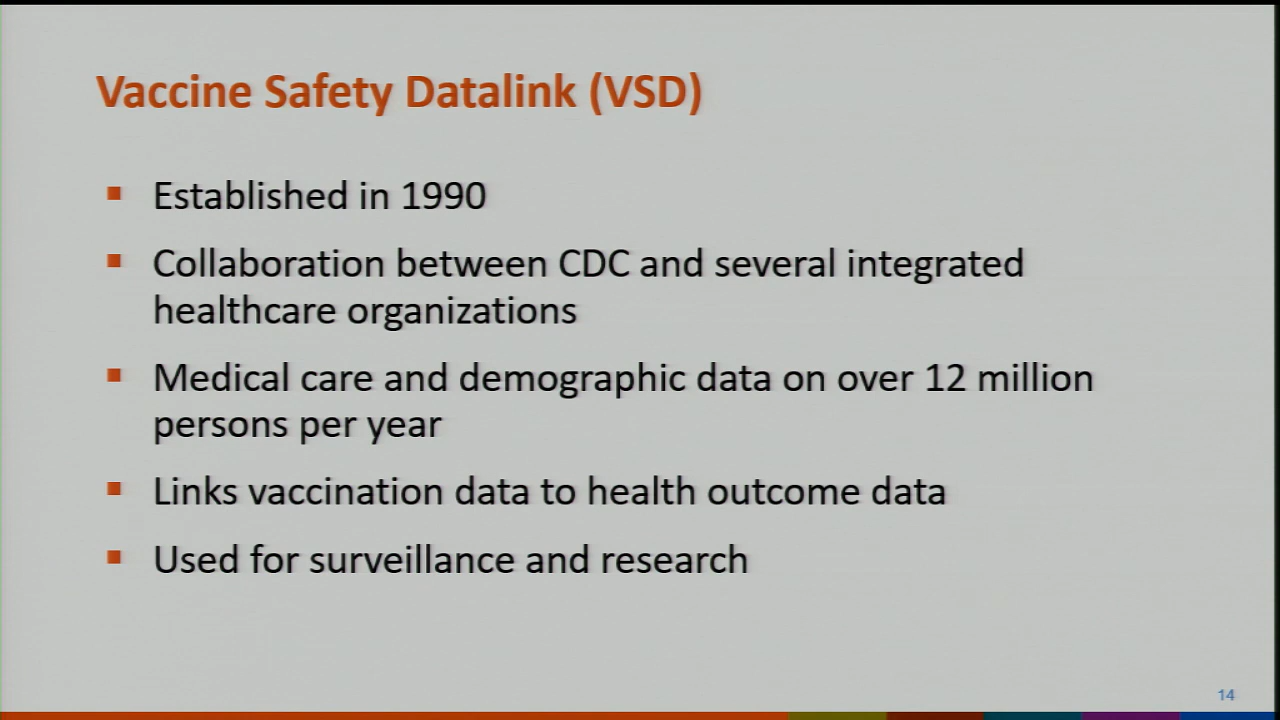 Vaccine Safety Datalink (VSD)
▪ Established in 1990
▪ Collaboration between CDC and several integrated
healthcare organizations
▪ Medical care and demographic data on over 12 million
persons per year
▪ Links vaccination data to health outcome data
▪ Used for surveillance and research
14